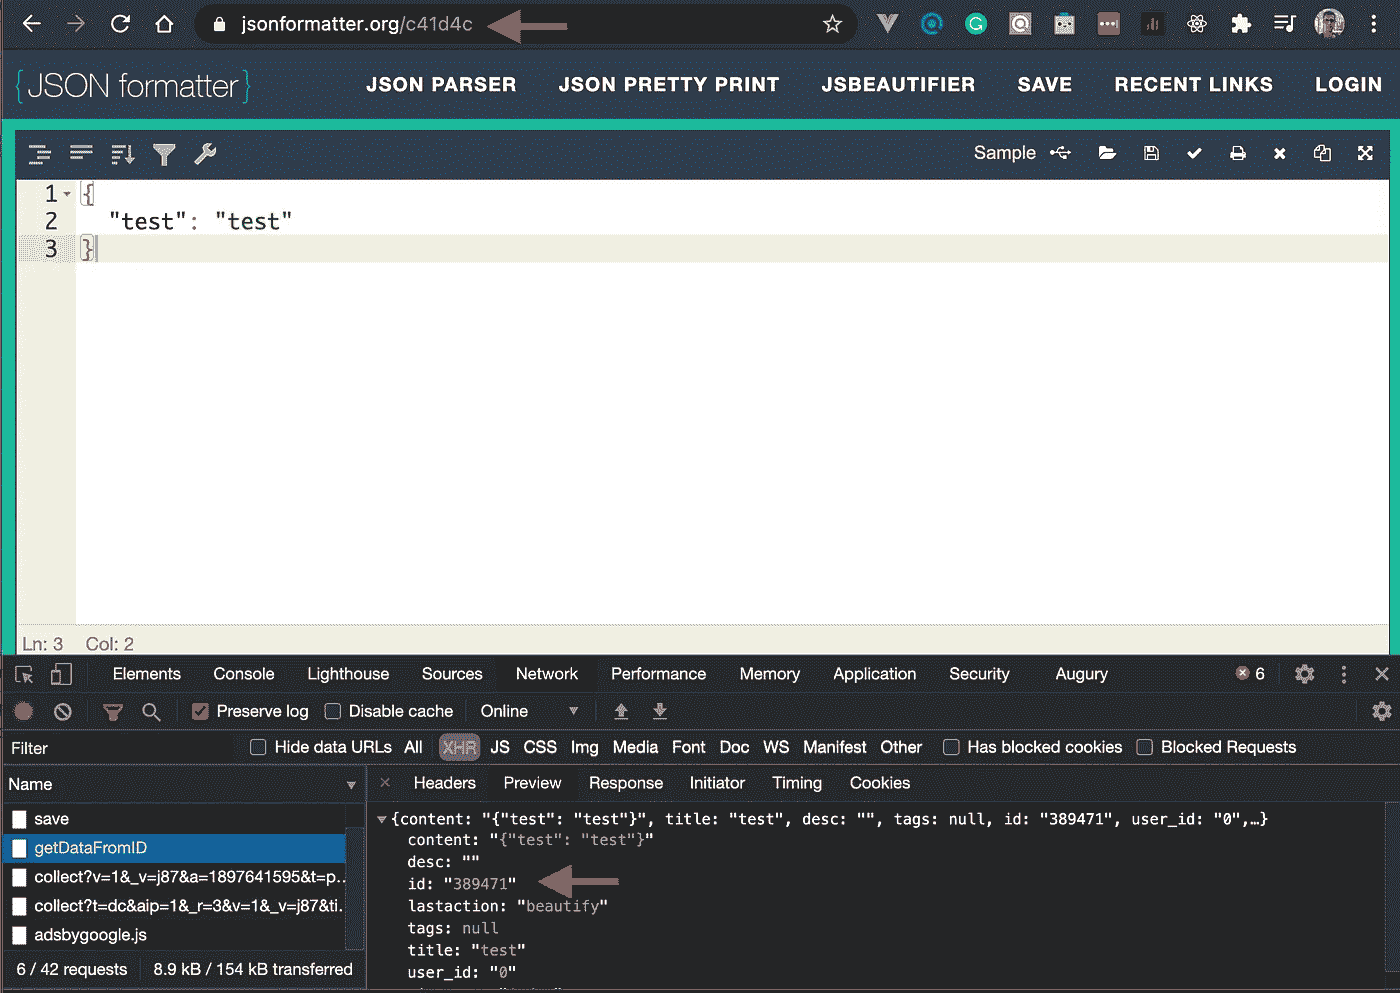 jsonformatter.org/c41d4c
{JSON formatter} JSON PARSER JSON PRETTY PRINT JSBEAUTIFIER SAVE RECENT LINKS LOGIN
Sample
1 {
2 "test": "test"
3 }
Ln: 3 Col: 2
Elements Console Lighthouse Sources Network Performance Memory Application Security Augury 6
Preserve log Disable cache Online
Filter Hide data URLs All XHR JS CSS Img Media Font Doc WS Manifest Other Has blocked cookies Blocked Requests
Name Headers Preview Response Initiator Timing Cookies
save
getDataFromID
collect?v=1&_v=j87&a=1897641595&t=p...
collect?t=dc&aip=1&_r=3&v=1&_v=j87&ti.
adsbygoogle.js
6 / 42 requests 8.9 kB / 154 kB transferred
{content: "{"test": "test"}", title: "test", desc: "", tags: null, id: "389471", user_id: "0",…}
content: "{"test": "test"}"
desc: ""
id: "389471"
lastaction: "beautify"
tags: null
title: "test"
user_id: "0"